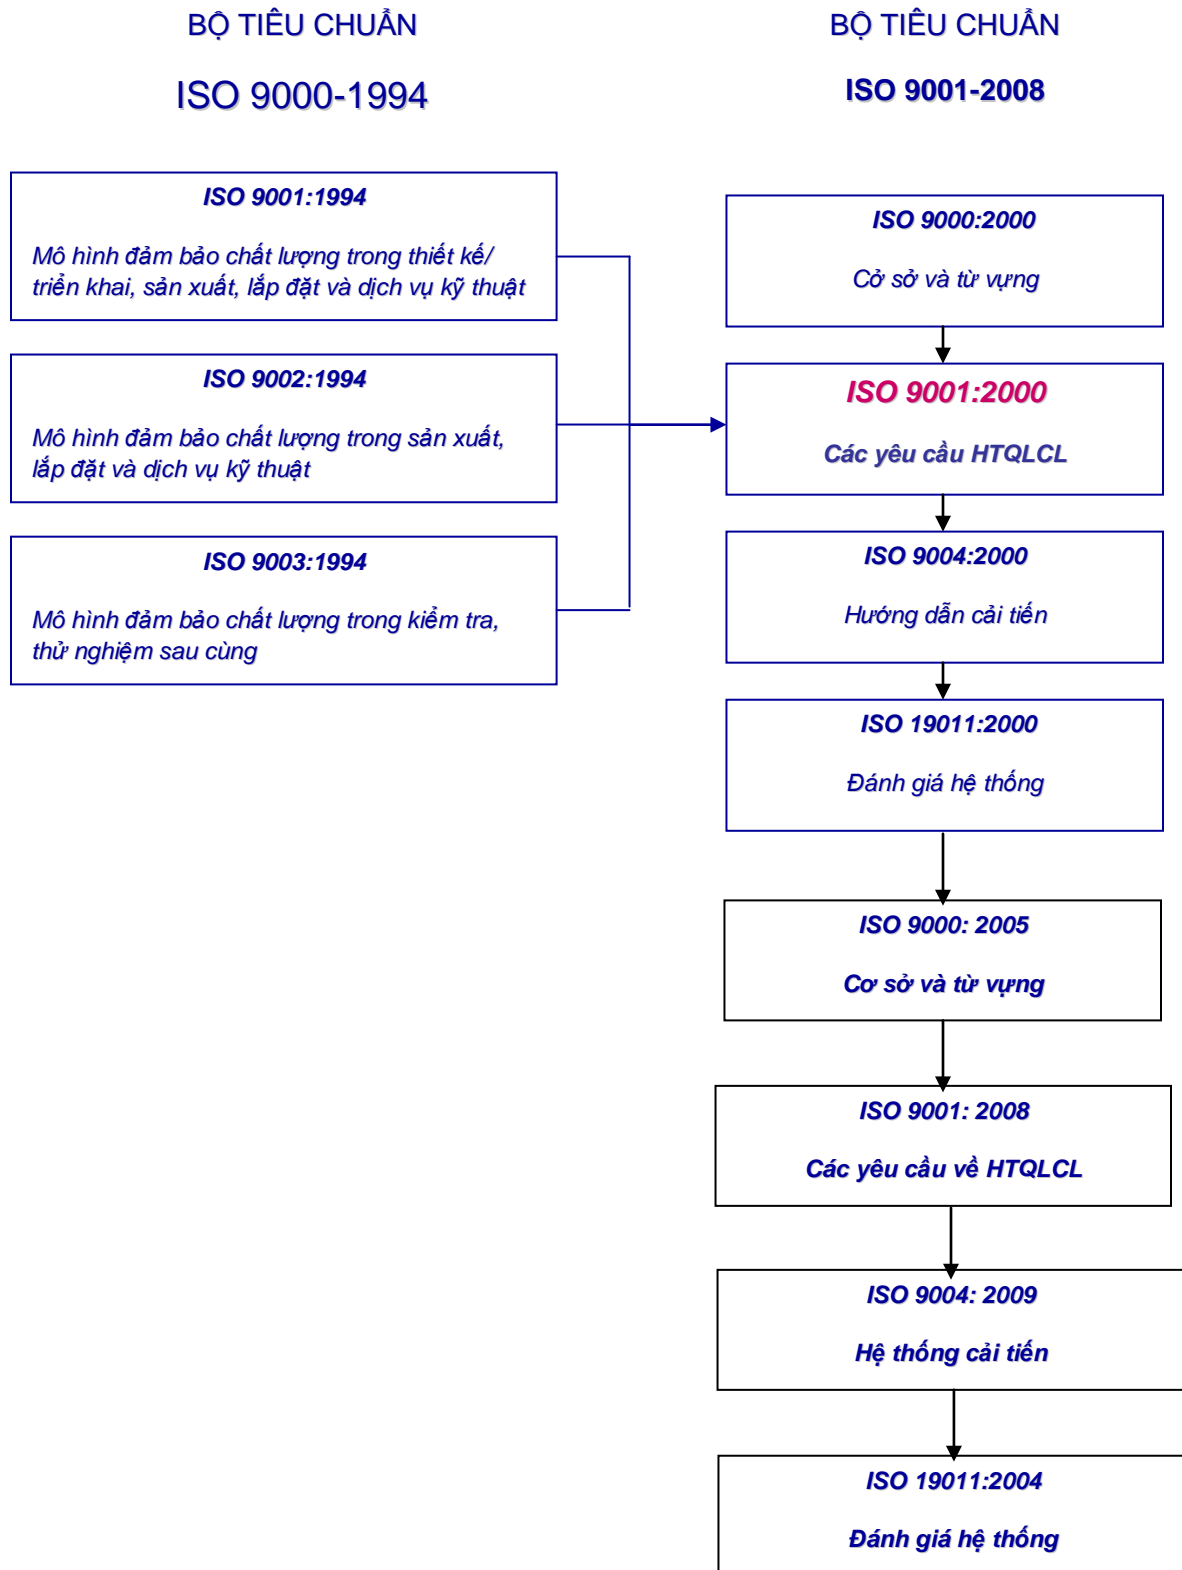 BỘ TIÊU CHUẨN
ISO 9000-1994
ISO 9001:1994
Mô hình đảm bảo chất lượng trong thiết kế/
triển khai, sản xuất, lắp đặt và dịch vụ kỹ thuật
ISO 9002:1994
Mô hình đảm bảo chất lượng trong sản xuất,
lắp đặt và dịch vụ kỹ thuật
ISO 9003:1994
Mô hình đảm bảo chất lượng trong kiểm tra,
thử nghiệm sau cùng
BỘ TIÊU CHUẨN
ISO 9001-2008
ISO 9000:2000
Cở sở và từ vựng
ISO 9001:2000
Các yêu cầu HTQLCL
ISO 9004:2000
Hướng dẫn cải tiến
ISO 19011:2000
Đánh giá hệ thống
ISO 9000: 2005
Cơ sở và từ vựng
ISO 9001: 2008
Các yêu cầu về HTQLCL
ISO 9004: 2009
Hệ thống cải tiến
ISO 19011:2004
Đánh giá hệ thống